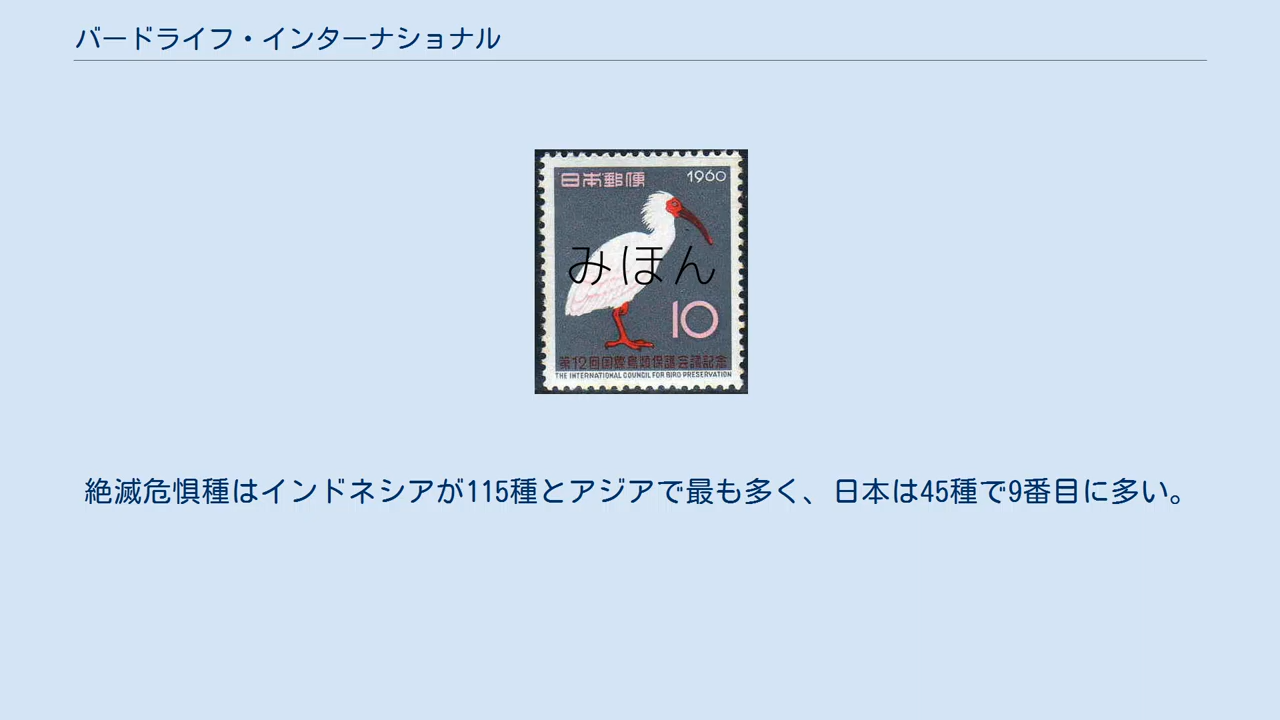 バードライフ・インターナショナル
日本郵便 1960
みほん
10
第12回国際鳥類保護会議記念
THE INTERNATIONAL COUNCIL FOR BIRD PRESERVATION
絶滅危惧種はインドネシアが115種とアジアで最も多く、日本は45種で9番目に多い。